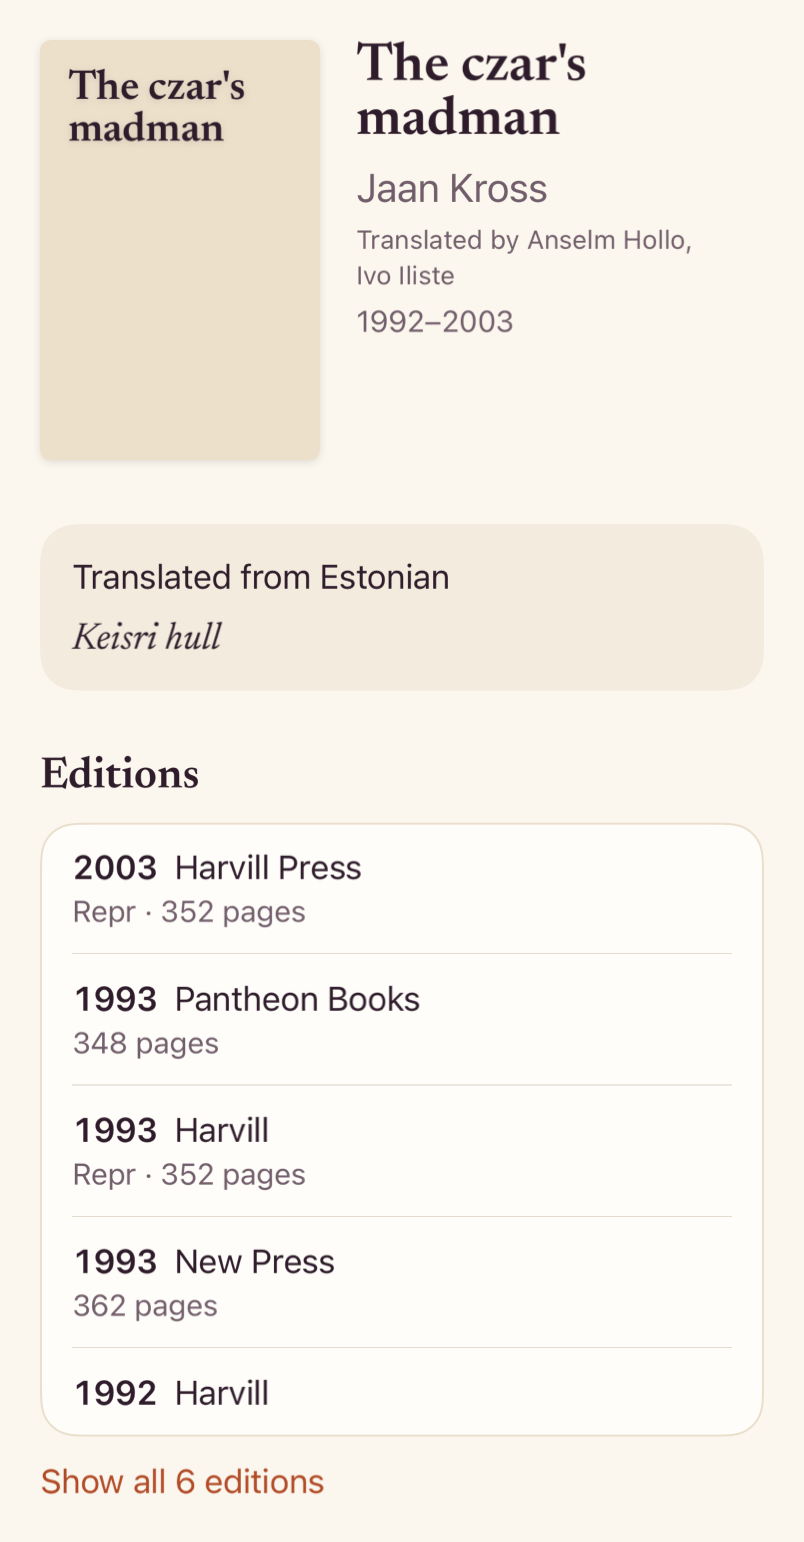 The czar's
madman
The czar's
madman
Jaan Kross
Translated by Anselm Hollo,
Ivo Iliste
1992–2003
Translated from Estonian
Keisri hull
Editions
2003 Harvill Press
Repr · 352 pages
1993 Pantheon Books
348 pages
1993 Harvill
Repr · 352 pages
1993 New Press
362 pages
1992 Harvill
Show all 6 editions